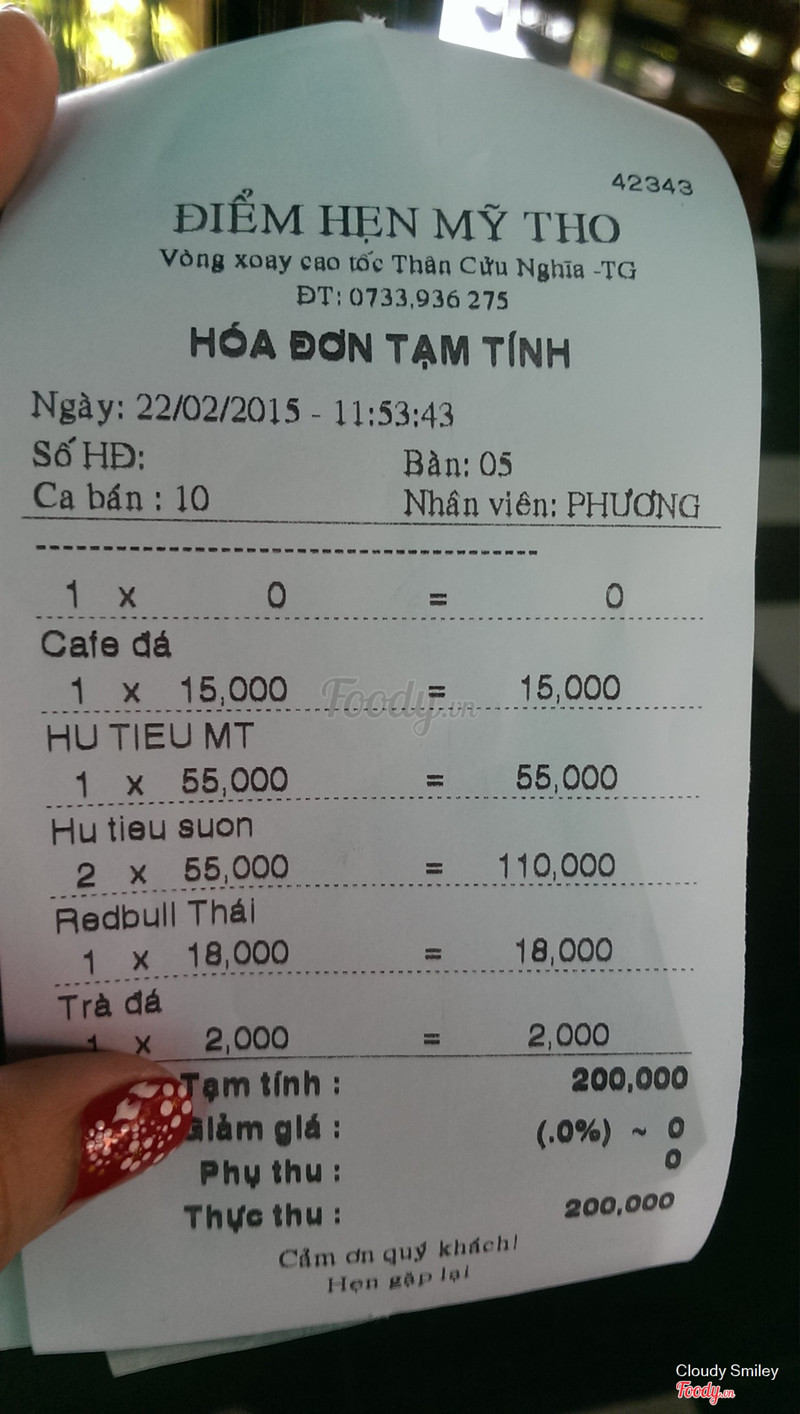 42343
ĐIỂM HẸN MỸ THO
Vòng xoay cao tốc Thân Cửu Nghĩa -TG
ĐT: 0733,936 275
HÓA ĐƠN TẠM TÍNH
Ngày: 22/02/2015 - 11:53:43
Số HĐ: Bàn: 05
Ca bán : 10 Nhân viên: PHƯƠNG
--------------------------------------
1 x 0 = 0
Cafe đá
1 x 15,000 = 15,000
Foody.vn
HU TIEU MT
1 x 55,000 = 55,000
Hu tieu suon
2 x 55,000 = 110,000
Redbull Thái
1 x 18,000 = 18,000
Trà đá
1 x 2,000 = 2,000
Tạm tính : 200,000
Giảm giá : (.0%) ~ 0
Phụ thu : 0
Thực thu : 200,000
Cảm ơn quý khách!
Hẹn gặp lại
Cloudy Smiley
Foody.vn